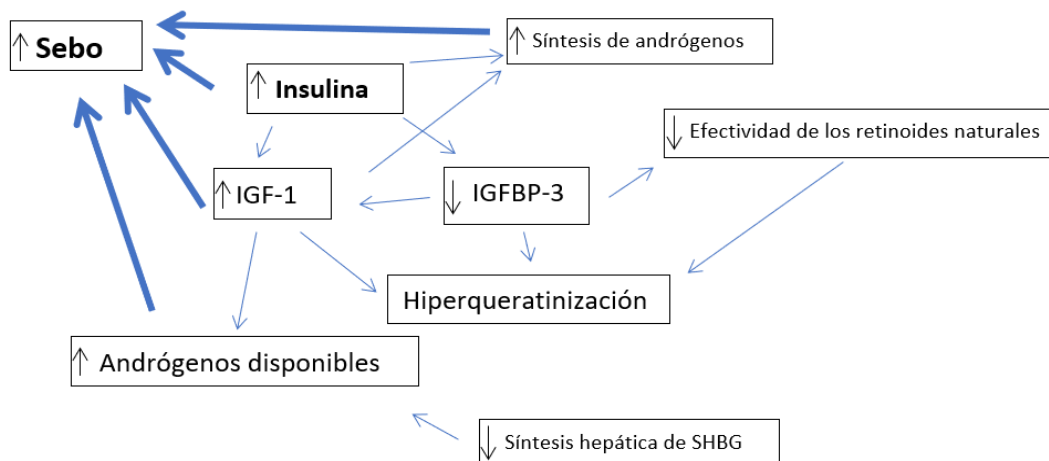 ↑ Sebo
↑ Síntesis de andrógenos
↑ Insulina
↓ Efectividad de los retinoides naturales
↑ IGF-1
↓ IGFBP-3
Hiperqueratinización
↑ Andrógenos disponibles
↓ Síntesis hepática de SHBG